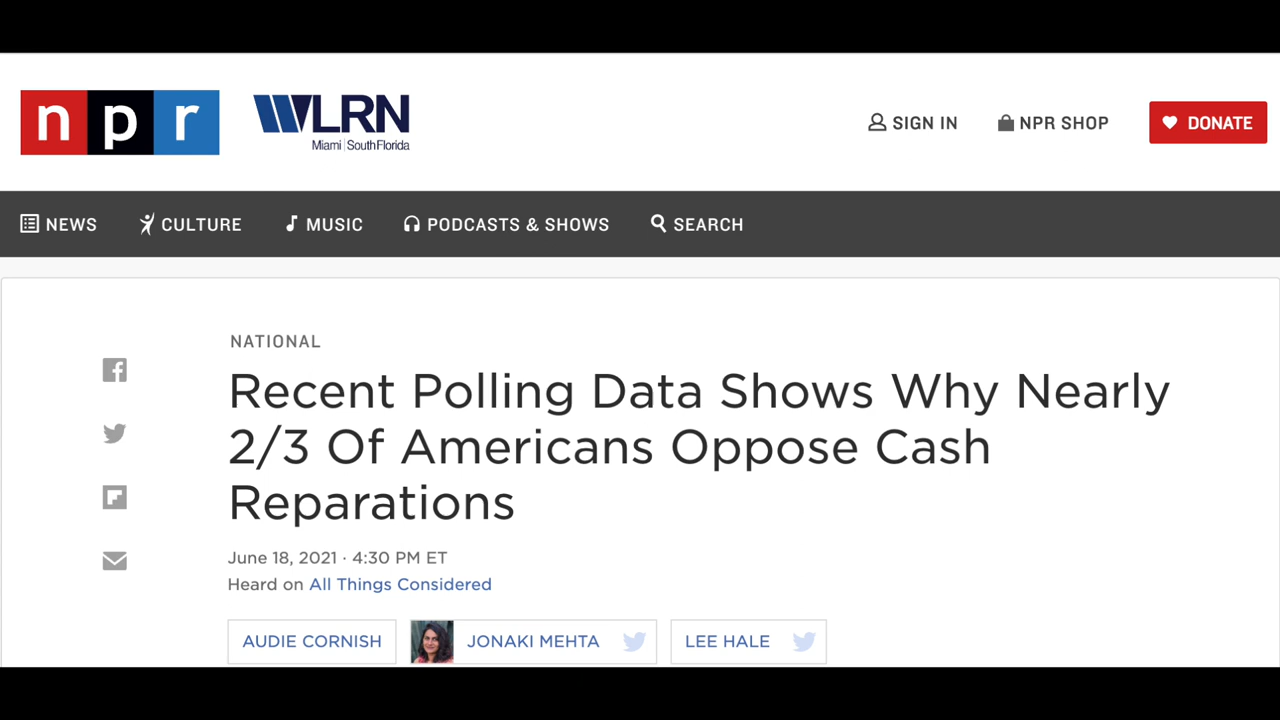 npr
WLRN
Miami | South Florida
SIGN IN
NPR SHOP
DONATE
NEWS
CULTURE
MUSIC
PODCASTS & SHOWS
SEARCH
NATIONAL
Recent Polling Data Shows Why Nearly
2/3 Of Americans Oppose Cash
Reparations
June 18, 2021 · 4:30 PM ET
Heard on All Things Considered
AUDIE CORNISH
JONAKI MEHTA
LEE HALE